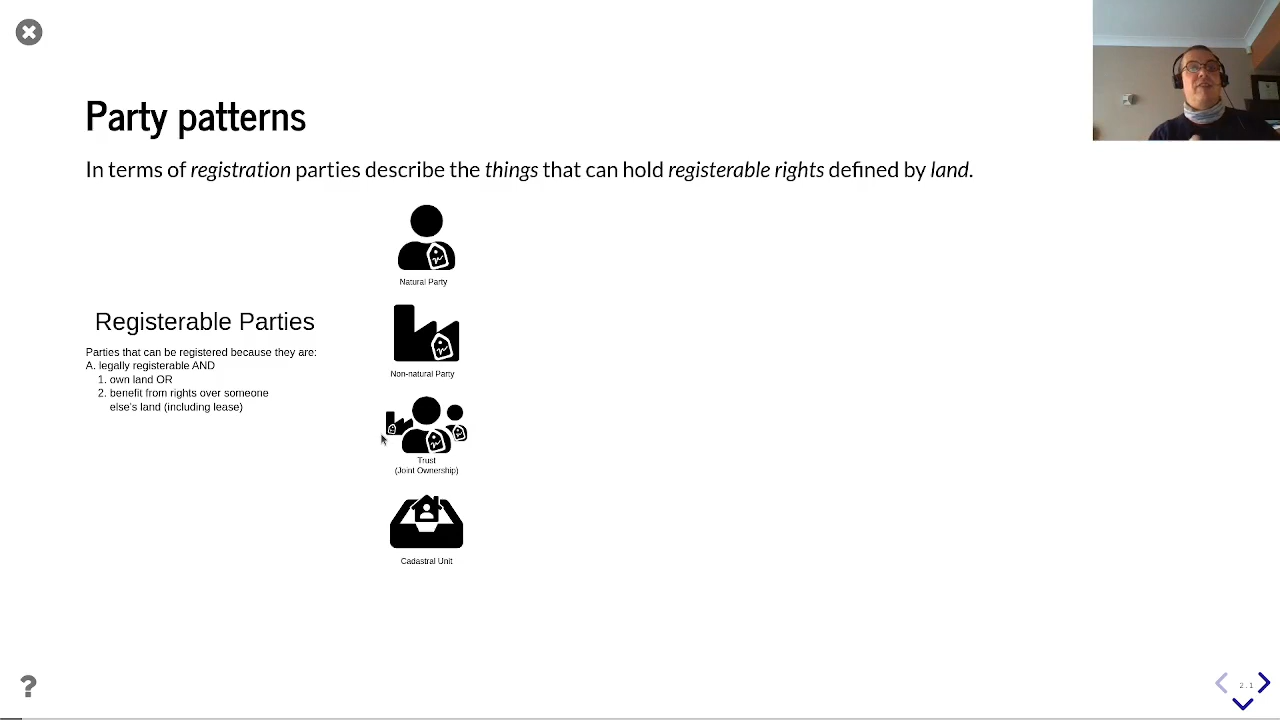 Party patterns
In terms of registration parties describe the things that can hold registerable rights defined by land.
Natural Party
Registerable Parties
Parties that can be registered because they are:
A. legally registerable AND
1. own land OR
2. benefit from rights over someone
else's land (including lease)
Non-natural Party
Trust
(Joint Ownership)
Cadastral Unit
?
2.1